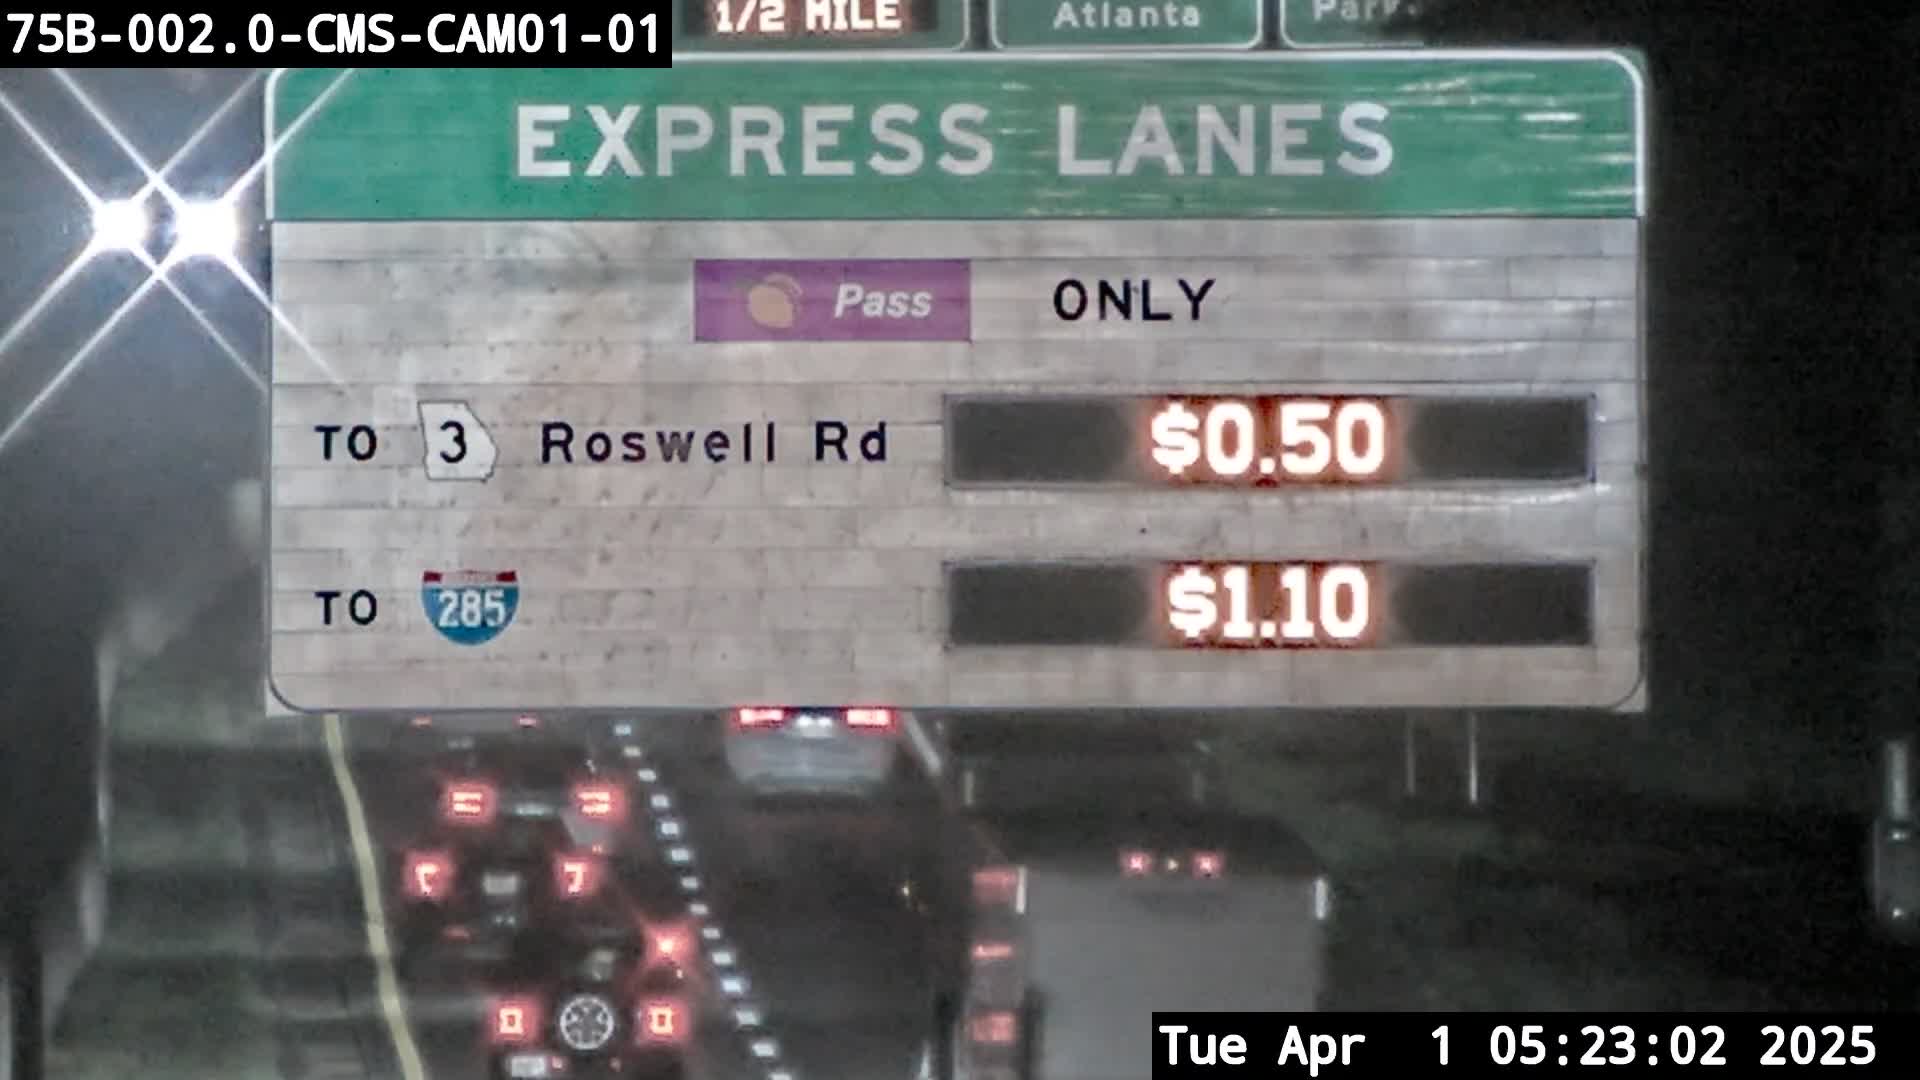 75B-002.0-CMS-CAM01-01
1/2 MILE
Atlanta
EXPRESS LANES
Pass ONLY
TO 3 Roswell Rd $0.50
TO 285 $1.10
Tue Apr 1 05:23:02 2025